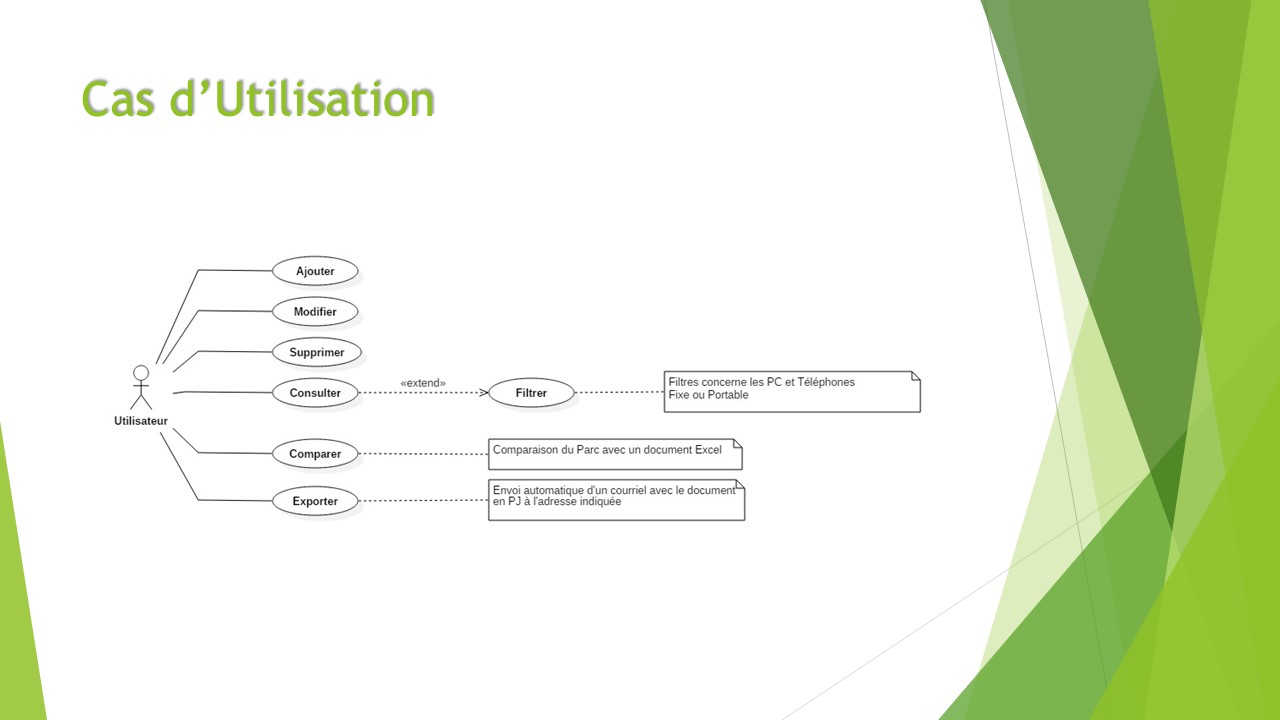 Cas d’Utilisation
Ajouter
Modifier
Supprimer
Utilisateur
Consulter
«extend»
Filtrer
Filtres concerne les PC et Téléphones
Fixe ou Portable
Comparer
Comparaison du Parc avec un document Excel
Exporter
Envoi automatique d'un courriel avec le document
en PJ à l'adresse indiquée